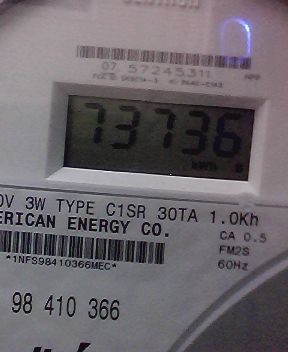 07 57245311
73736
kWh
0V 3W TYPE C1SR 30TA 1.0Kh
ERICAN ENERGY CO.
CA 0.5
FM2S
60Hz
*1NFS98410366MEC*
98 410 366